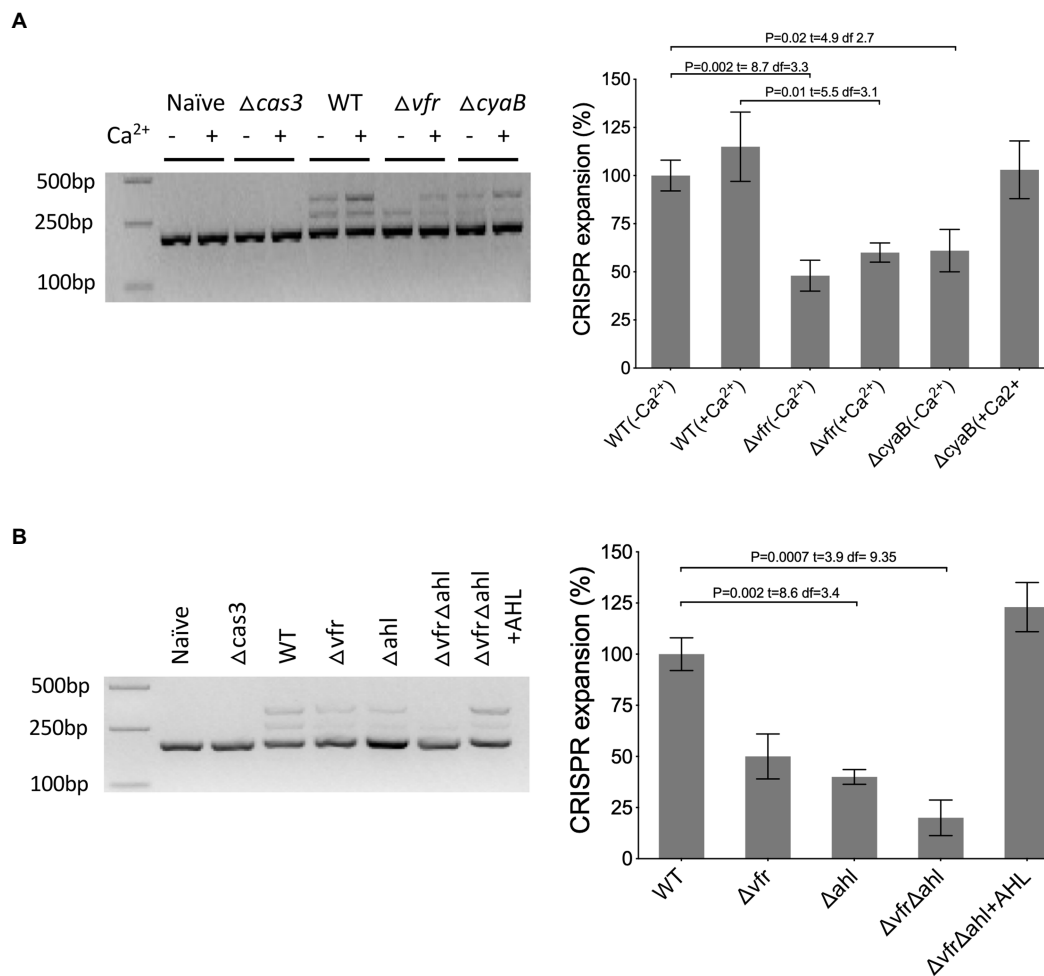 A
Naïve Δcas3 WT Δvfr ΔcyaB
Ca2+ - + - + - + - + - +
500bp
250bp
100bp
P=0.02 t=4.9 df 2.7
P=0.002 t= 8.7 df=3.3
P=0.01 t=5.5 df=3.1
CRISPR expansion (%)
150
125
100
75
50
25
0
WT(-Ca2+)
WT(+Ca2+)
Δvfr(-Ca2+)
Δvfr(+Ca2+)
ΔcyaB(-Ca2+)
ΔcyaB(+Ca2+
B
Naïve
Δcas3
WT
Δvfr
Δahl
ΔvfrΔahl
ΔvfrΔahl
+AHL
500bp
250bp
100bp
P=0.0007 t=3.9 df= 9.35
P=0.002 t=8.6 df=3.4
CRISPR expansion (%)
150
125
100
75
50
25
0
WT
Δvfr
Δahl
ΔvfrΔahl
ΔvfrΔahl+AHL